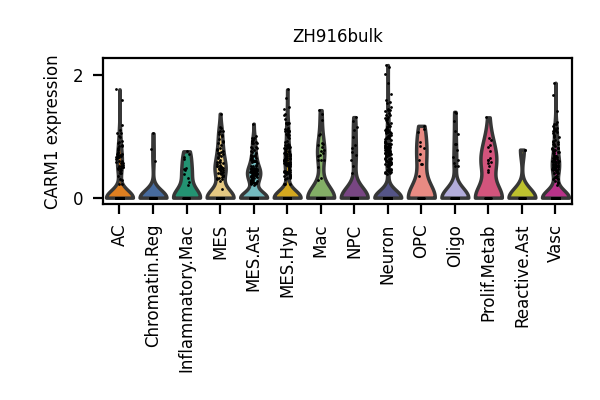 ZH916bulk
CARM1 expression
2
0
AC
Chromatin.Reg
Inflammatory.Mac
MES
MES.Ast
MES.Hyp
Mac
NPC
Neuron
OPC
Oligo
Prolif.Metab
Reactive.Ast
Vasc